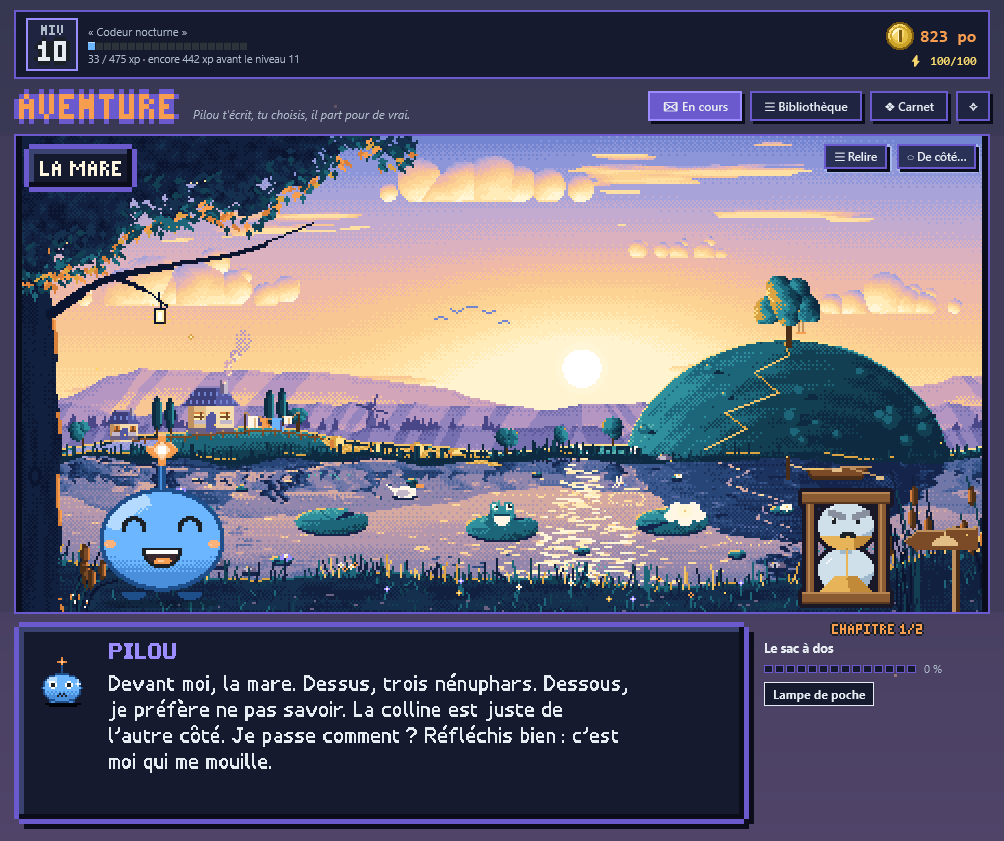 NIV
10
« Codeur nocturne »
33 / 475 xp · encore 442 xp avant le niveau 11
823 po
100/100
AVENTURE
Pilou t'écrit, tu choisis, il part pour de vrai.
En cours
Bibliothèque
Carnet
LA MARE
Relire
De côté…
PILOU
Devant moi, la mare. Dessus, trois nénuphars. Dessous,
je préfère ne pas savoir. La colline est juste de
l'autre côté. Je passe comment ? Réfléchis bien : c'est
moi qui me mouille.
CHAPITRE 1/2
Le sac à dos
0 %
Lampe de poche